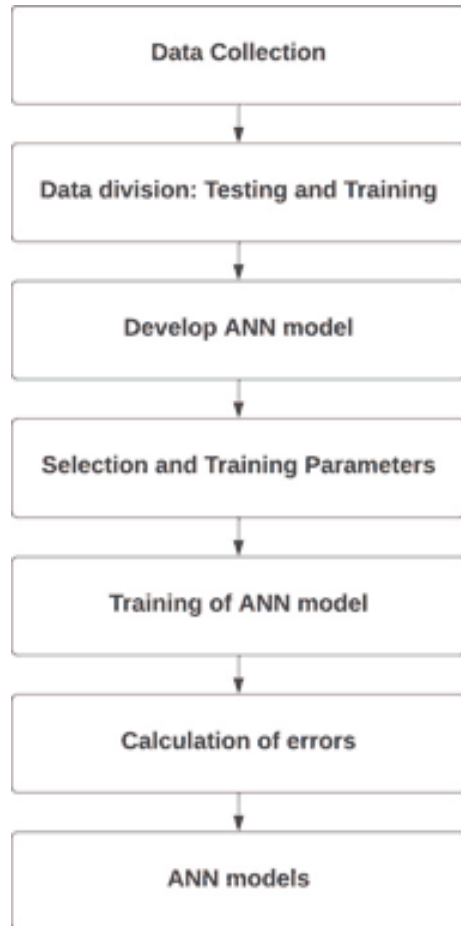 Data Collection
Data division: Testing and Training
Develop ANN model
Selection and Training Parameters
Training of ANN model
Calculation of errors
ANN models